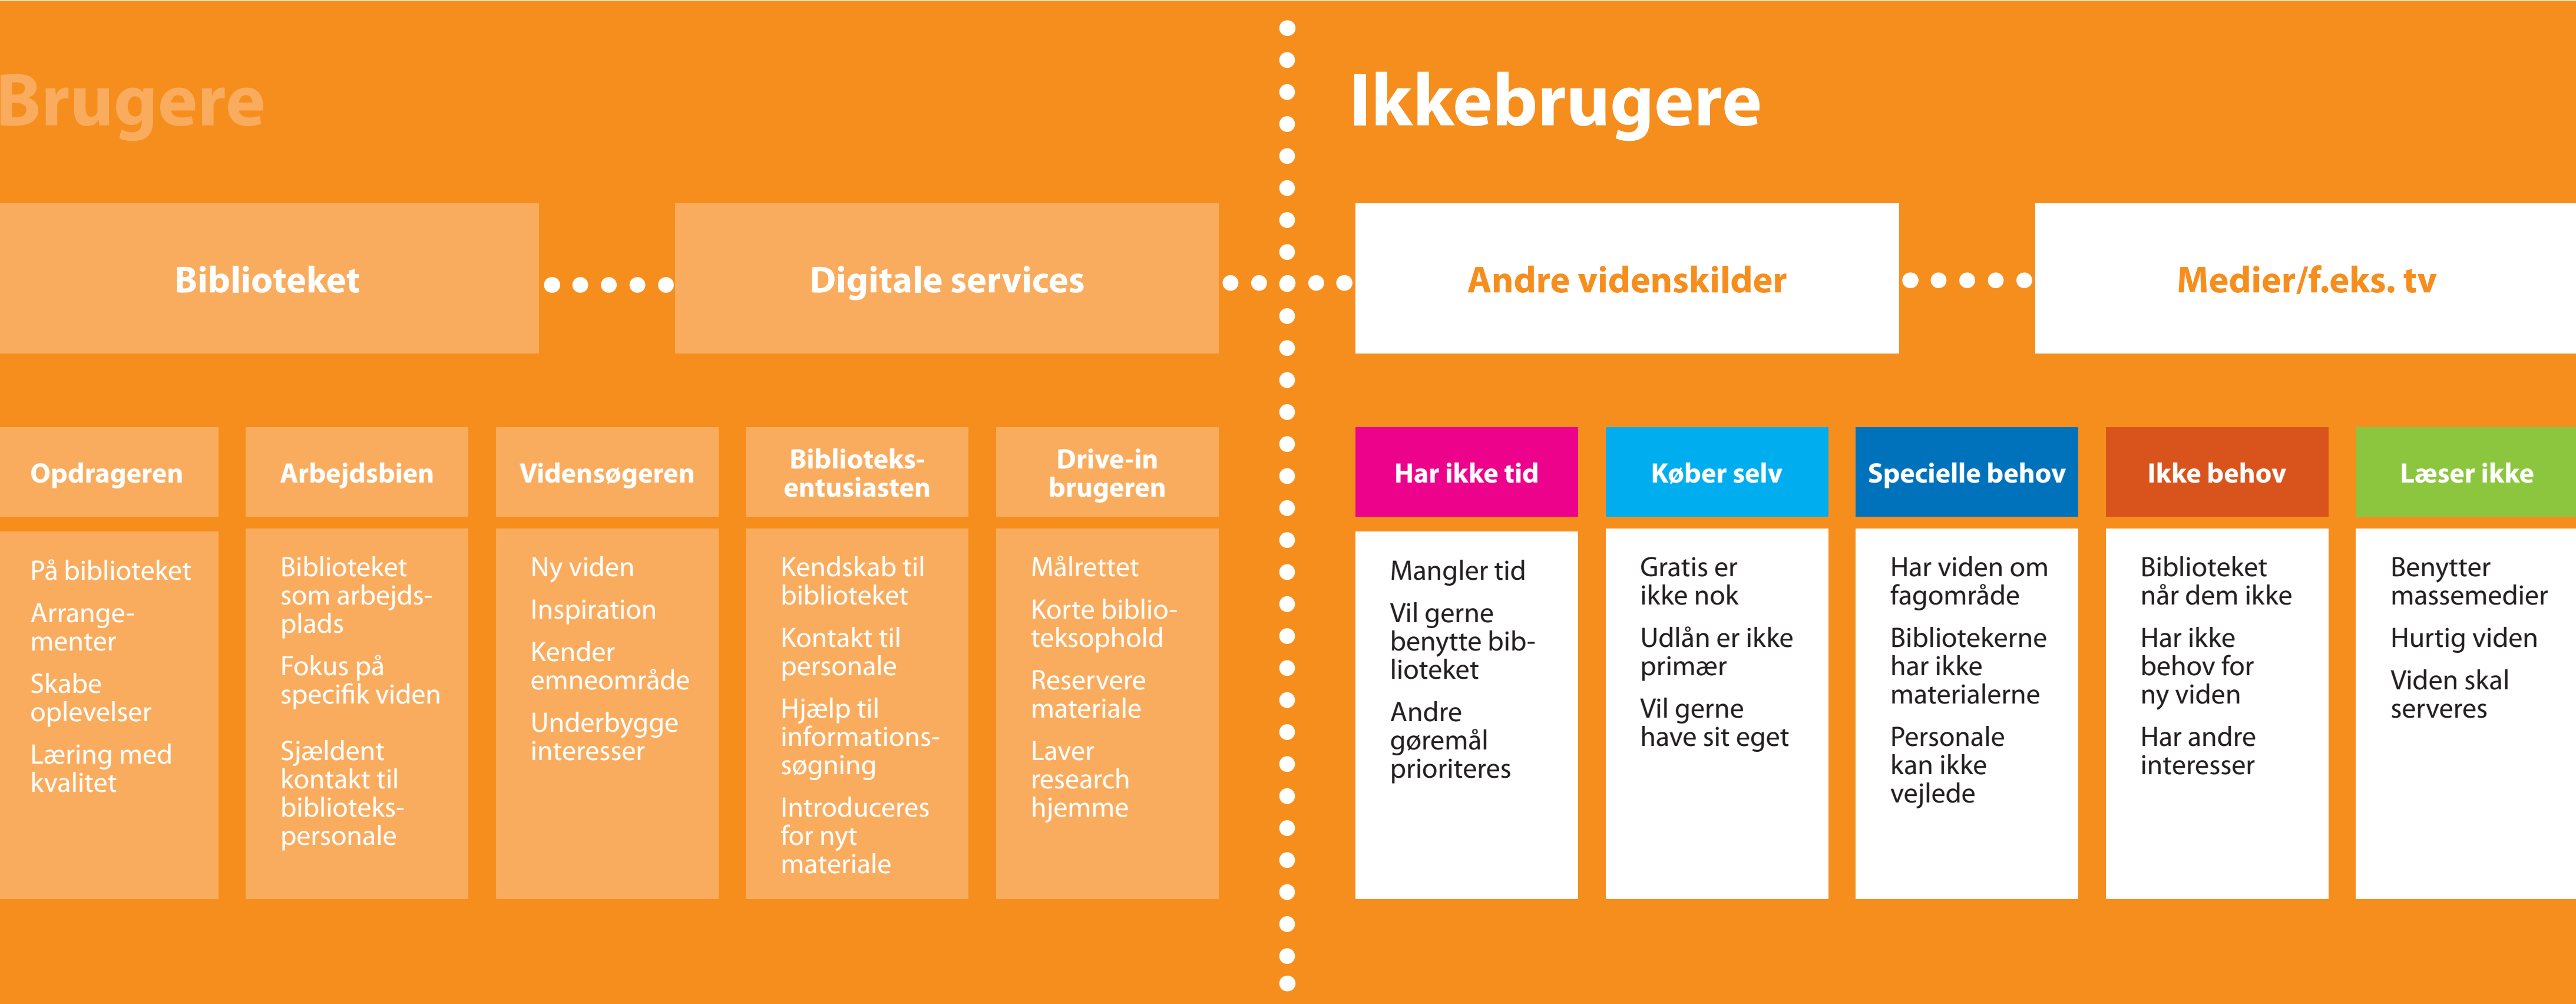 Brugere
Biblioteket
Digitale services
Opdrageren
På biblioteket
Arrange-
menter
Skabe
oplevelser
Læring med
kvalitet
Arbejdsbien
Biblioteket
som arbejds-
plads
Fokus på
specifik viden
Sjældent
kontakt til
biblioteks-
personale
Vidensøgeren
Ny viden
Inspiration
Kender
emneområde
Underbygge
interesser
Biblioteks-
entusiasten
Kendskab til
biblioteket
Kontakt til
personale
Hjælp til
informations-
søgning
Introduceres
for nyt
materiale
Drive-in
brugeren
Målrettet
Korte biblio-
teksophold
Reservere
materiale
Laver
research
hjemme
Ikkebrugere
Andre videnskilder
Medier/f.eks. tv
Har ikke tid
Mangler tid
Vil gerne
benytte bib-
lioteket
Andre
gøremål
prioriteres
Køber selv
Gratis er
ikke nok
Udlån er ikke
primær
Vil gerne
have sit eget
Specielle behov
Har viden om
fagområde
Bibliotekerne
har ikke
materialerne
Personale
kan ikke
vejlede
Ikke behov
Biblioteket
når dem ikke
Har ikke
behov for
ny viden
Har andre
interesser
Læser ikke
Benytter
massemedier
Hurtig viden
Viden skal
serveres